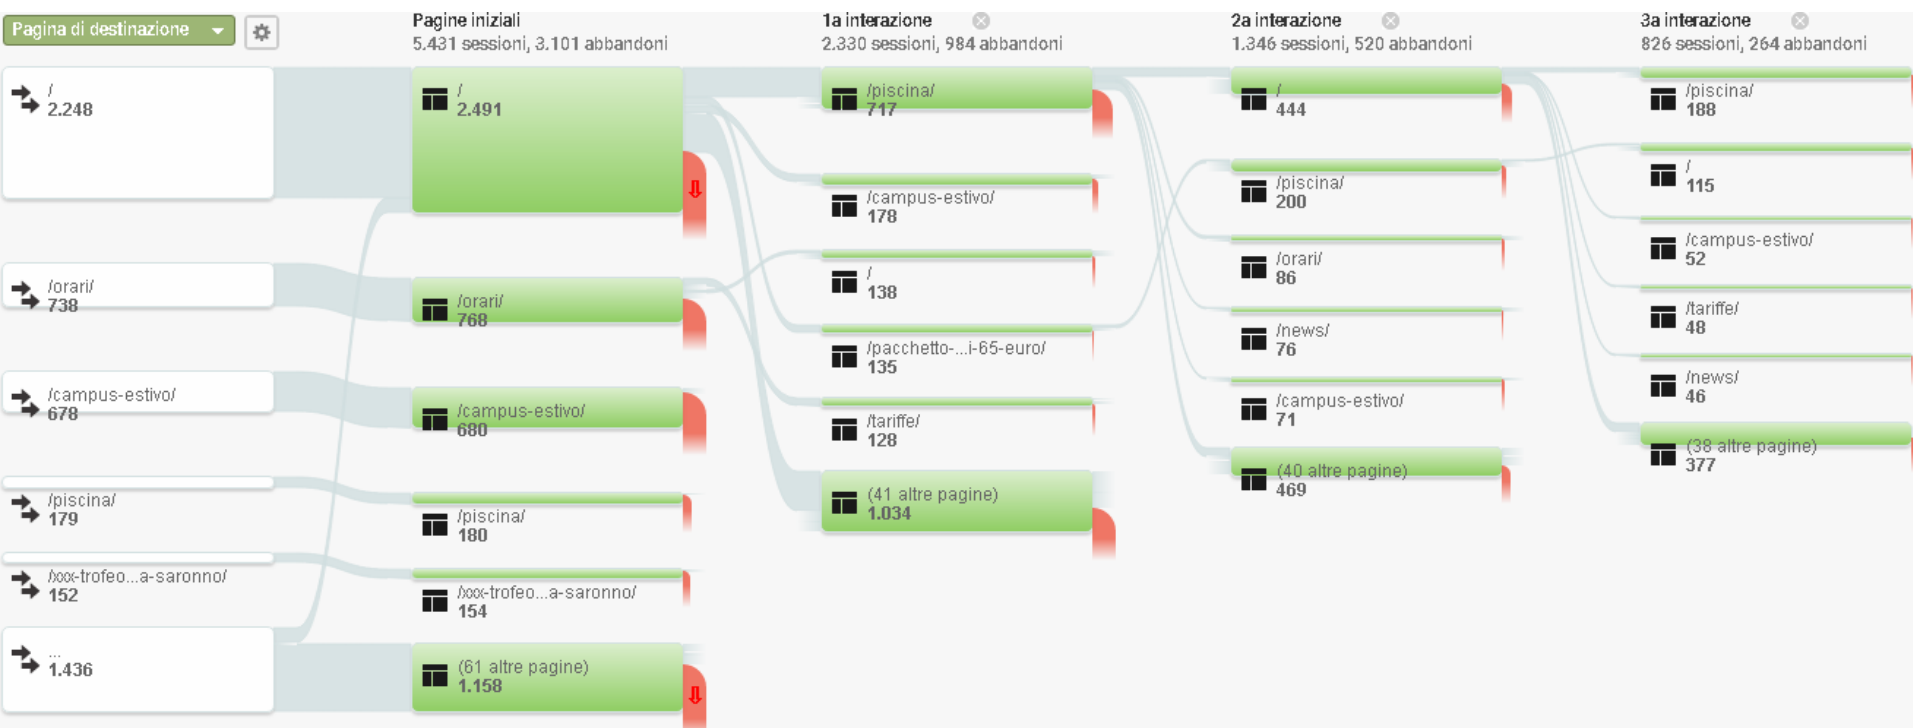 Pagina di destinazione
/
2.248
/orari/
738
/campus-estivo/
678
/piscina/
179
/xxx-trofeo...a-saronno/
152
...
1.436
Pagine iniziali
5.431 sessioni, 3.101 abbandoni
/
2.491
/orari/
768
/campus-estivo/
680
/piscina/
180
/xxx-trofeo...a-saronno/
154
(61 altre pagine)
1.158
1a interazione
2.330 sessioni, 984 abbandoni
/piscina/
717
/campus-estivo/
178
/
138
/pacchetto-...i-65-euro/
135
/tariffe/
128
(41 altre pagine)
1.034
2a interazione
1.346 sessioni, 520 abbandoni
/
444
/piscina/
200
/orari/
86
/news/
76
/campus-estivo/
71
(40 altre pagine)
469
3a interazione
826 sessioni, 264 abbandoni
/piscina/
188
/
115
/campus-estivo/
52
/tariffe/
48
/news/
46
(38 altre pagine)
377